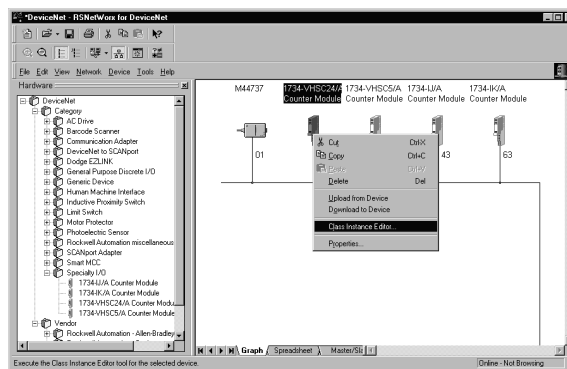 *DeviceNet - RSNetWorx for DeviceNet
File Edit View Network Device Tools Help
Hardware
DeviceNet
Category
AC Drive
Barcode Scanner
Communication Adapter
DeviceNet to SCANport
Dodge EZLINK
General Purpose Discrete I/O
Generic Device
Human Machine Interface
Inductive Proximity Switch
Limit Switch
Motor Protector
Photoelectric Sensor
Rockwell Automation miscellaneous
SCANport Adapter
Smart MCC
Specialty I/O
1734-IJ/A Counter Module
1734-IK/A Counter Module
1734-VHSC24/A Counter Modu
1734-VHSC5/A Counter Module
Vendor
Rockwell Automation - Allen-Bradley
M44737 1734-VHSC24/A 1734-VHSC5/A 1734-IJ/A 1734-IK/A
Counter Module Counter Module Counter Module Counter Module
01 43 63
Cut Ctrl-X
Copy Ctrl+C
Paste Ctrl+V
Delete Del
Upload from Device
Download to Device
Class Instance Editor...
Properties...
Graph Spreadsheet Master/Sla
Execute the Class Instance Editor tool for the selected device. Online - Not Browsing